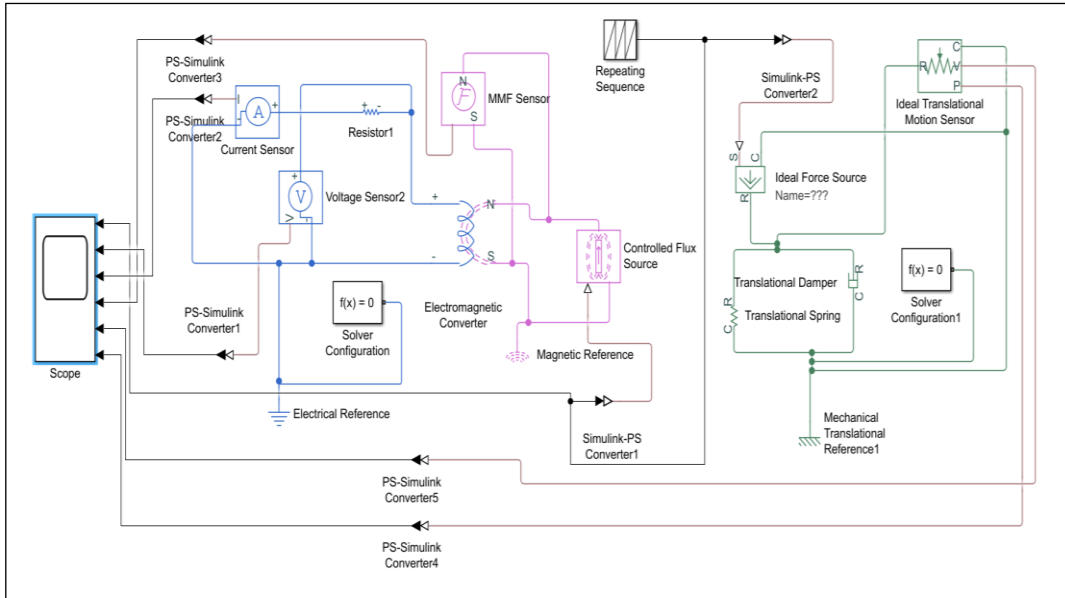 PS-Simulink
Converter3
PS-Simulink
Converter2
I
A
+
Current Sensor
+ -
Resistor1
N
F
S
MMF Sensor
Repeating
Sequence
Simulink-PS
Converter2
C
R V
P
Ideal Translational
Motion Sensor
S C
R
Ideal Force Source
Name=???
+
V
V
-
Voltage Sensor2
+
-
N
S
Electromagnetic
Converter
Controlled Flux
Source
Magnetic Reference
PS-Simulink
Converter1
f(x) = 0
Solver
Configuration
Scope
Electrical Reference
Simulink-PS
Converter1
Translational Damper
R
C
Translational Spring
R
C
f(x) = 0
Solver
Configuration1
Mechanical
Translational
Reference1
PS-Simulink
Converter5
PS-Simulink
Converter4